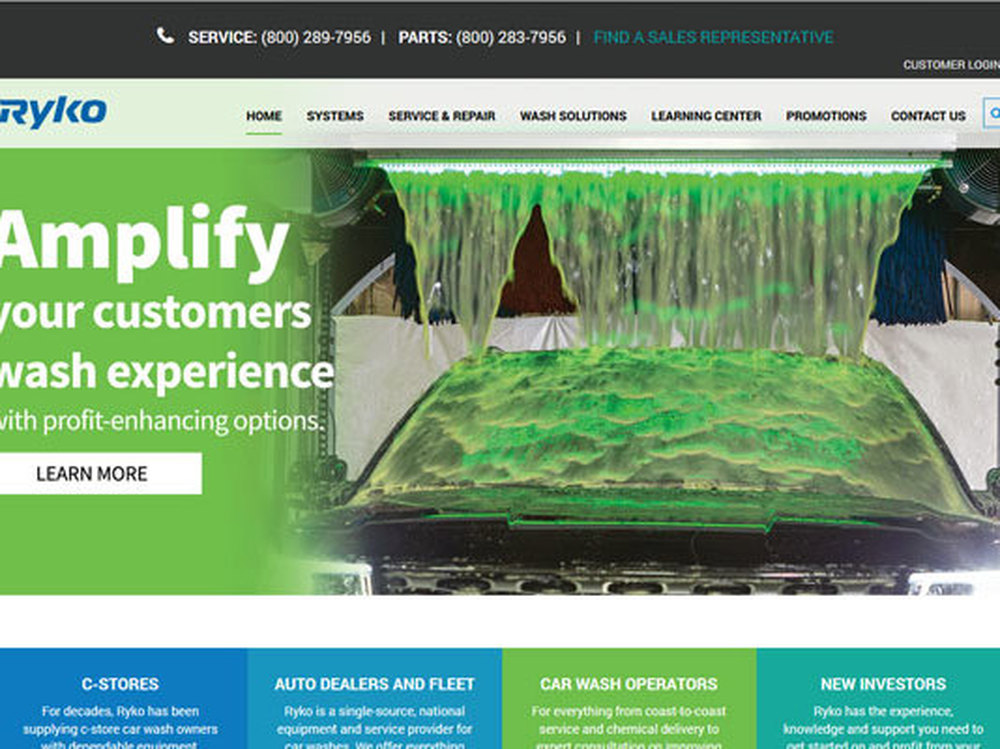 SERVICE: (800) 289-7956 | PARTS: (800) 283-7956 | FIND A SALES REPRESENTATIVE
CUSTOMER LOGIN
Ryko
HOME SYSTEMS SERVICE & REPAIR WASH SOLUTIONS LEARNING CENTER PROMOTIONS CONTACT US
Amplify
your customers
wash experience
with profit-enhancing options.
LEARN MORE
C-STORES
For decades, Ryko has been
supplying c-store car wash owners
with dependable equipment
AUTO DEALERS AND FLEET
Ryko is a single-source, national
equipment and service provider for
car washes. We offer everything
CAR WASH OPERATORS
For everything from coast-to-coast
service and chemical delivery to
expert consultation on improving
NEW INVESTORS
Ryko has the experience,
knowledge and support you need to
get started on and profit from your